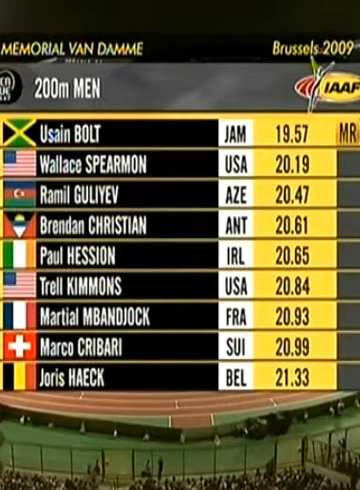 MEMORIAL VAN DAMME Brussels 2009
200m MEN IAAF
Usain BOLT JAM 19.57 MR
Wallace SPEARMON USA 20.19
Ramil GULIYEV AZE 20.47
Brendan CHRISTIAN ANT 20.61
Paul HESSION IRL 20.65
Trell KIMMONS USA 20.84
Martial MBANDJOCK FRA 20.93
Marco CRIBARI SUI 20.99
Joris HAECK BEL 21.33